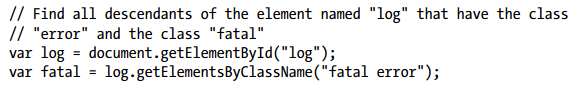 // Find all descendants of the element named "log" that have the class
// "error" and the class "fatal"
var log = document.getElementById("log");
var fatal = log.getElementsByClassName("fatal error");